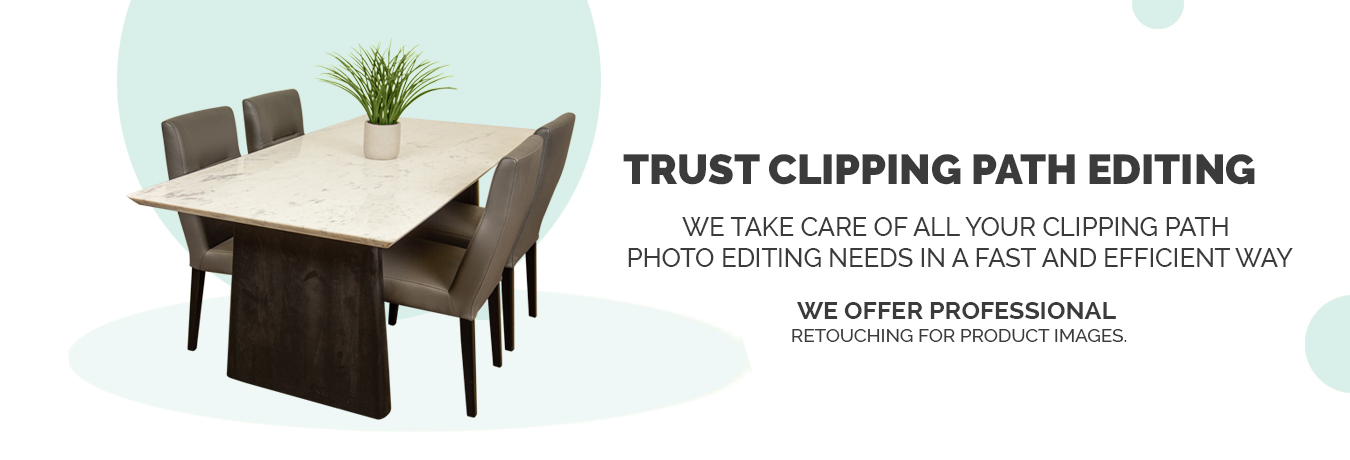 TRUST CLIPPING PATH EDITING
WE TAKE CARE OF ALL YOUR CLIPPING PATH
PHOTO EDITING NEEDS IN A FAST AND EFFICIENT WAY
WE OFFER PROFESSIONAL
RETOUCHING FOR PRODUCT IMAGES.